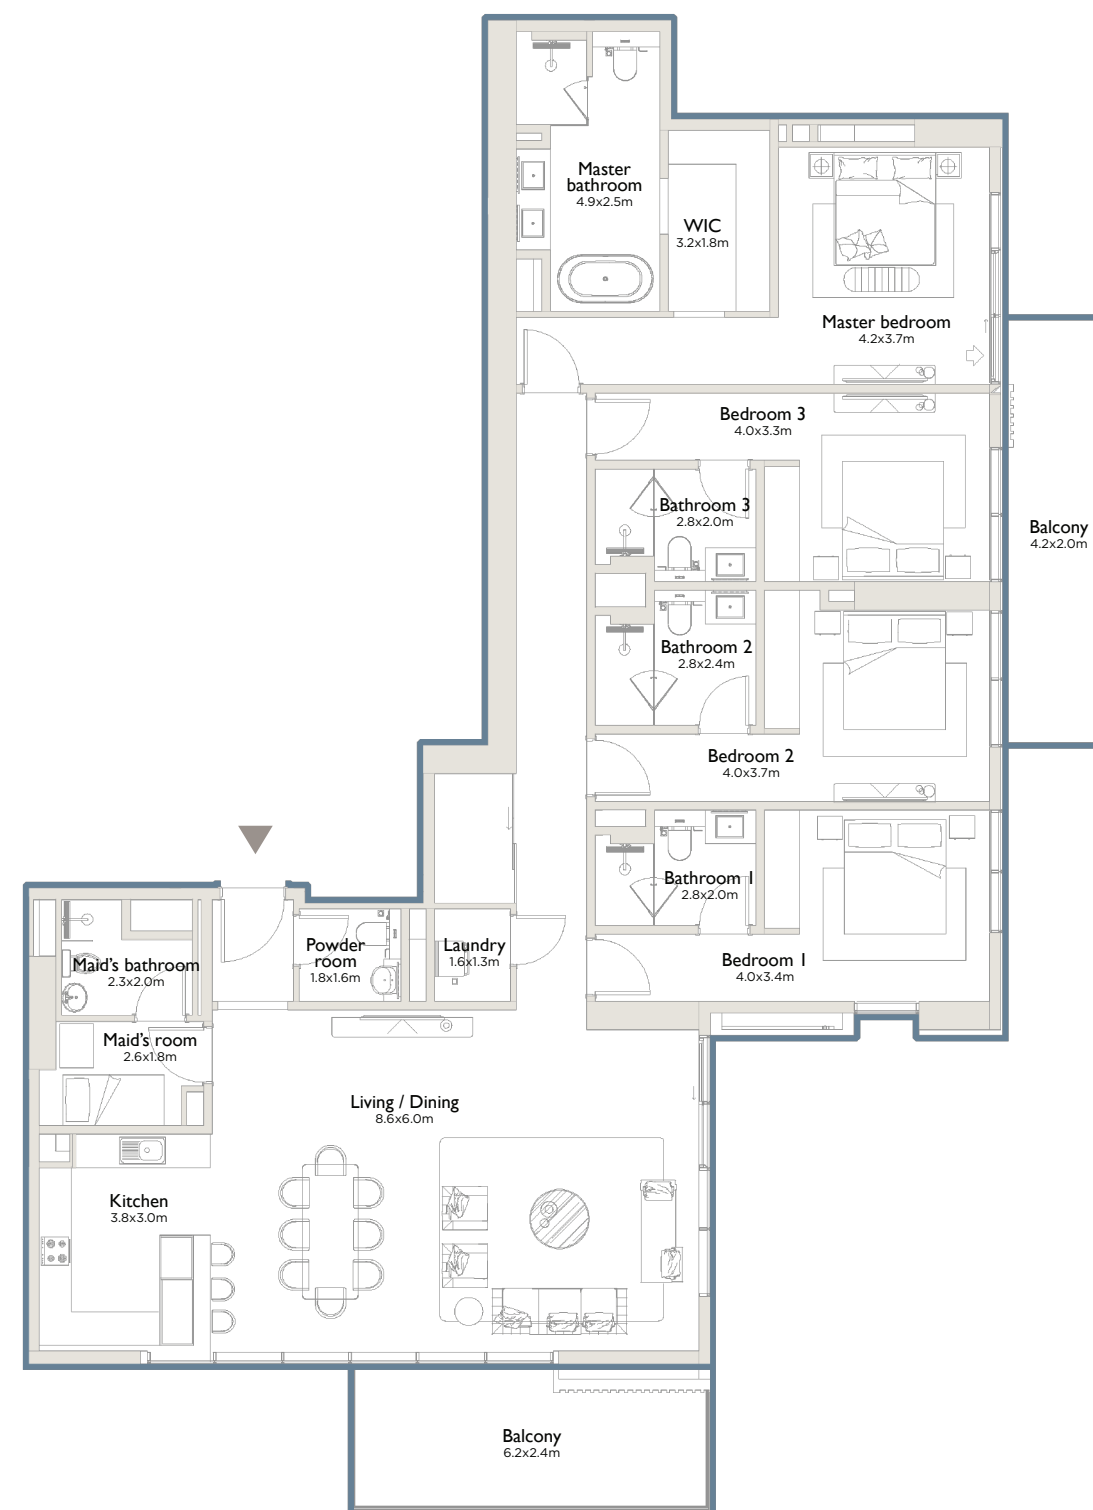 Master
bathroom
4.9x2.5m
WIC
3.2x1.8m
Master bedroom
4.2x3.7m
Bedroom 3
4.0x3.3m
Bathroom 3
2.8x2.0m
Balcony
4.2x2.0m
Bathroom 2
2.8x2.4m
Bedroom 2
4.0x3.7m
Bathroom 1
2.8x2.0m
Bedroom 1
4.0x3.4m
Powder
room
1.8x1.6m
Laundry
1.6x1.3m
Maid's bathroom
2.3x2.0m
Maid's room
2.6x1.8m
Living / Dining
8.6x6.0m
Kitchen
3.8x3.0m
Balcony
6.2x2.4m